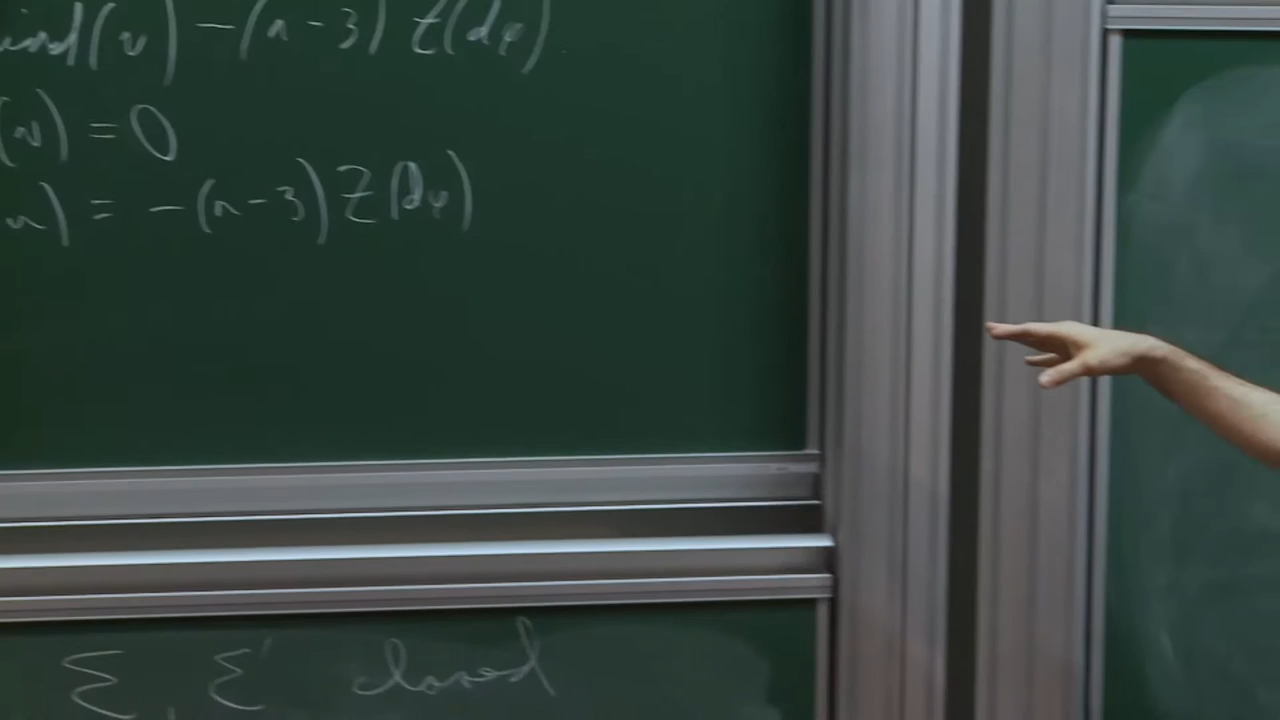 ind(u) - (n-3) Z(dφ).
(u) = 0
u) = -(n-3) Z(dφ)
Σ, Σ' closed